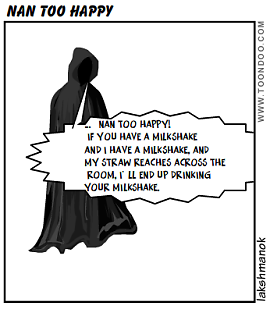 NAN TOO HAPPY
... NAN TOO HAPPY!
IF YOU HAVE A MILKSHAKE
AND I HAVE A MILKSHAKE, AND
MY STRAW REACHES ACROSS THE
ROOM, I' LL END UP DRINKING
YOUR MILKSHAKE.
WWW.TOONDOO.COM
lakshmanok